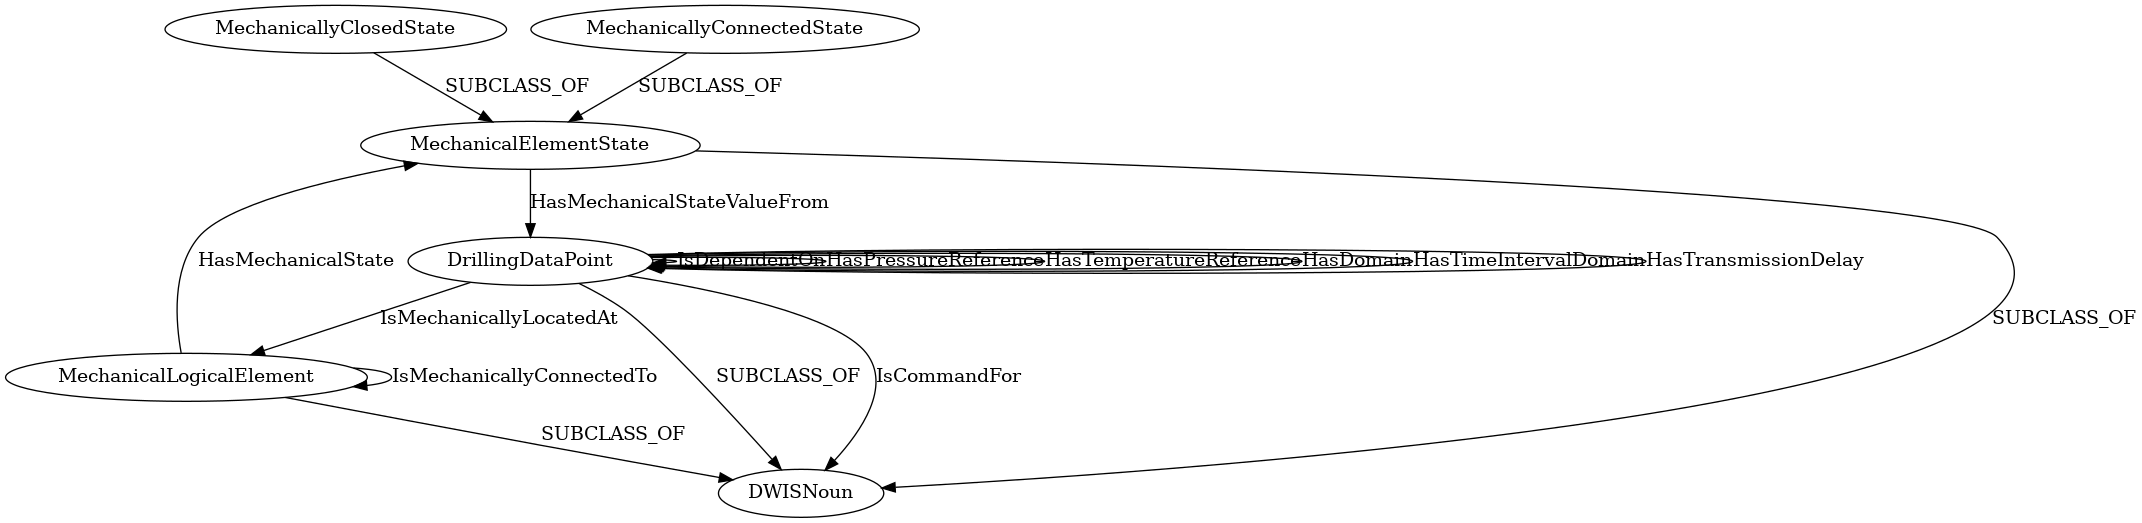 MechanicallyClosedState
MechanicallyConnectedState
SUBCLASS_OF
SUBCLASS_OF
MechanicalElementState
HasMechanicalStateValueFrom
HasMechanicalState
DrillingDataPoint
IsDependentOn
HasPressureReference
HasTemperatureReference
HasDomain
HasTimeIntervalDomain
HasTransmissionDelay
IsMechanicallyLocatedAt
SUBCLASS_OF
MechanicalLogicalElement
IsMechanicallyConnectedTo
SUBCLASS_OF
IsCommandFor
SUBCLASS_OF
DWISNoun